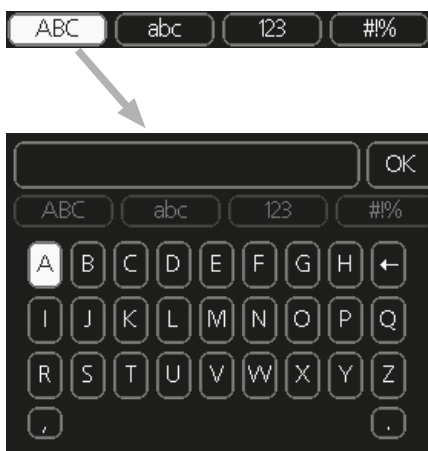 ABC abc 123 #!%
OK
ABC abc 123 #!%
A B C D E F G H ←
I J K L M N O P Q
R S T U V W X Y Z
, .